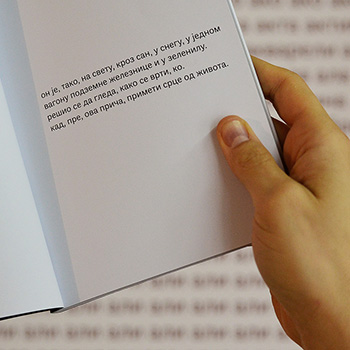 он је, тако, на свету, кроз сан, у снегу, у једном
вагону подземне железнице и у зеленилу.
решио се да гледа, како се врти, ко.
кад, пре, ова прича, примети срце од живота.